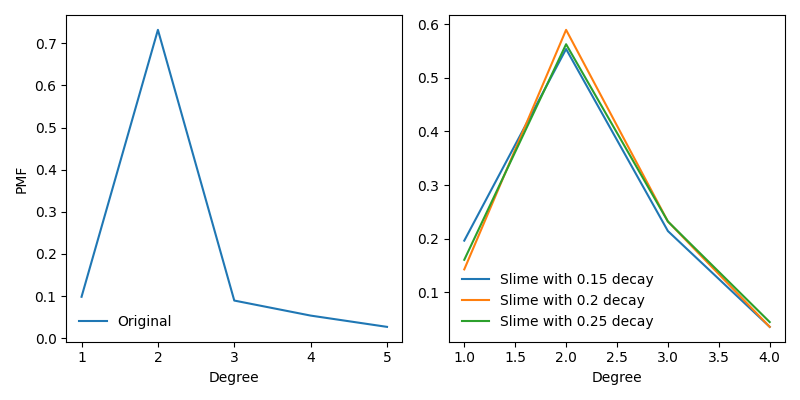 PMF
0.7
0.6
0.5
0.4
0.3
0.2
0.1
0.0
Original
1 2 3 4 5
Degree
0.6
0.5
0.4
0.3
0.2
0.1
Slime with 0.15 decay
Slime with 0.2 decay
Slime with 0.25 decay
1.0 1.5 2.0 2.5 3.0 3.5 4.0
Degree